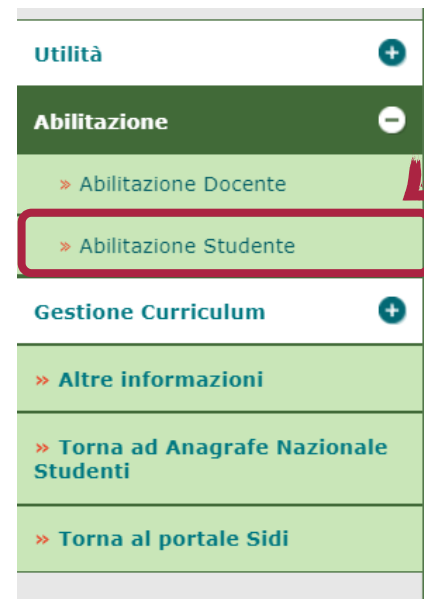 Utilità
Abilitazione
» Abilitazione Docente
» Abilitazione Studente
Gestione Curriculum
» Altre informazioni
» Torna ad Anagrafe Nazionale
Studenti
» Torna al portale Sidi